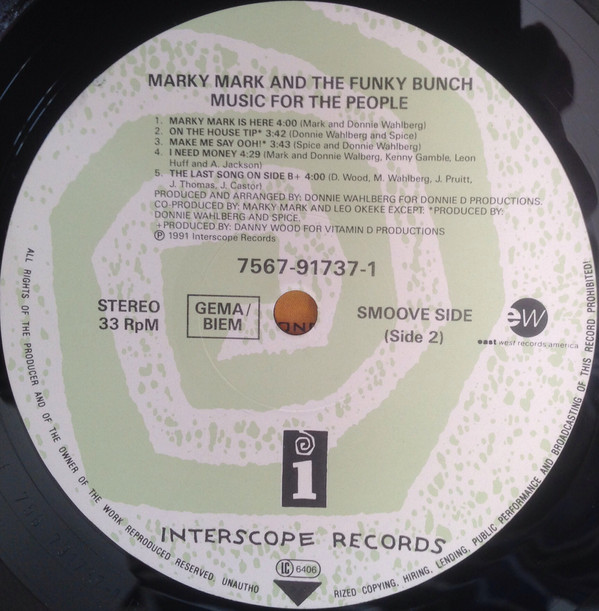 MARKY MARK AND THE FUNKY BUNCH
MUSIC FOR THE PEOPLE
1. MARKY MARK IS HERE 4:00 (Mark and Donnie Wahlberg)
2. ON THE HOUSE TIP* 3:42 (Donnie Wahlberg and Spice)
3. MAKE ME SAY OOH!* 3:43 (Spice and Donnie Wahlberg)
4. I NEED MONEY 4:29 (Mark and Donnie Walberg, Kenny Gamble, Leon
Huff and A. Jackson)
5. THE LAST SONG ON SIDE B+ 4:00 (D. Wood, M. Wahlberg, J. Pruitt,
J. Thomas, J. Castor)
PRODUCED AND ARRANGED BY: DONNIE WAHLBERG FOR DONNIE D PRODUCTIONS.
CO-PRODUCED BY: MARKY MARK AND LEO OKEKE EXCEPT: *PRODUCED BY:
DONNIE WAHLBERG AND SPICE.
+PRODUCED BY: DANNY WOOD FOR VITAMIN D PRODUCTIONS
℗ 1991 Interscope Records
7567-91737-1
STEREO
33 RpM
GEMA/
BIEM
SMOOVE SIDE
(Side 2)
ew
east west records america
i
INTERSCOPE RECORDS
LC 6406
ALL RIGHTS OF THE PRODUCER AND OF THE OWNER OF THE WORK REPRODUCED RESERVED. UNAUTHO RIZED COPYING, HIRING, LENDING, PUBLIC PERFORMANCE AND BROADCASTING OF THIS RECORD PROHIBITED!